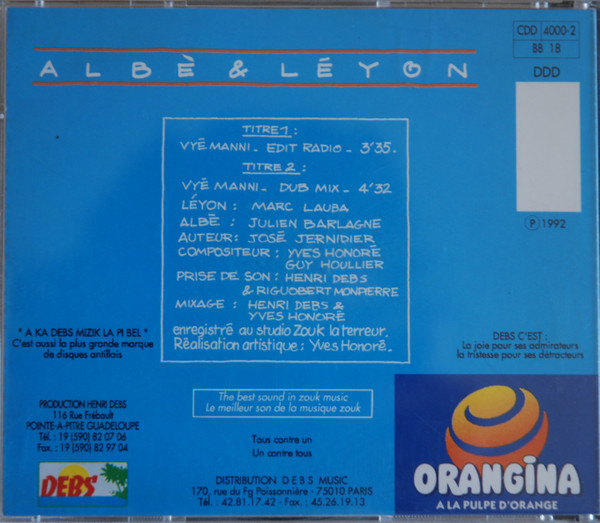 CDD 4000-2
BB 18
DDD
ALBÈ & LÉYON
TITRE 1 :
VYÉ MANNI_ EDIT RADIO_ 3'35.
TITRE 2 :
VYÉ MANNI_ DUB MIX_ 4'32
LÉYON : MARC LAUBA
ALBÈ : JULIEN BARLAGNE
AUTEUR : JOSÉ JERNIDIER
COMPOSITEUR : YVES HONORÉ
GUY HOULLIER
PRISE DE SON : HENRI DEBS
& RIGUOBERT MONPIERRE
MIXAGE : HENRI DEBS &
YVES HONORÉ
enregistré au studio Zouk la terreur.
Réalisation artistique : Yves Honoré.
Ⓟ 1992
" A KA DEBS MIZIK LA PI BEL "
C'est aussi la plus grande marque
de disques antillais
DEBS C'EST :
La joie pour ses admirateurs
la tristesse pour ses détracteurs
PRODUCTION HENRI DEBS
116 Rue Frébault
POINTE-A-PITRE GUADELOUPE
Tél. : 19 (590) 82 07 06
Fax. : 19 (590) 82 97 04
DEBS
The best sound in zouk music
Le meilleur son de la musique zouk
Tous contre un
Un contre tous
DISTRIBUTION D E B S MUSIC
170, rue du Fg Poissonnière - 75010 PARIS
Tél. : 42.81.17.42 - Fax. : 45.26.19.13
ORANGINA
A LA PULPE D'ORANGE